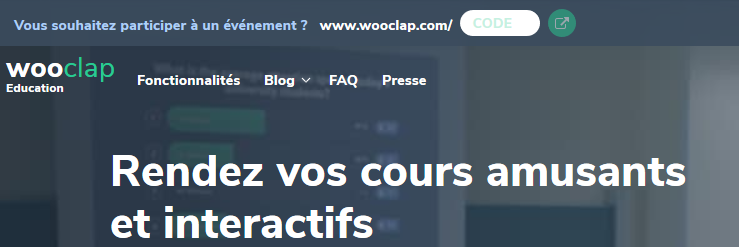 Vous souhaitez participer à un événement ? www.wooclap.com/ CODE
wooclap
Education
Fonctionnalités Blog FAQ Presse
Rendez vos cours amusants
et interactifs